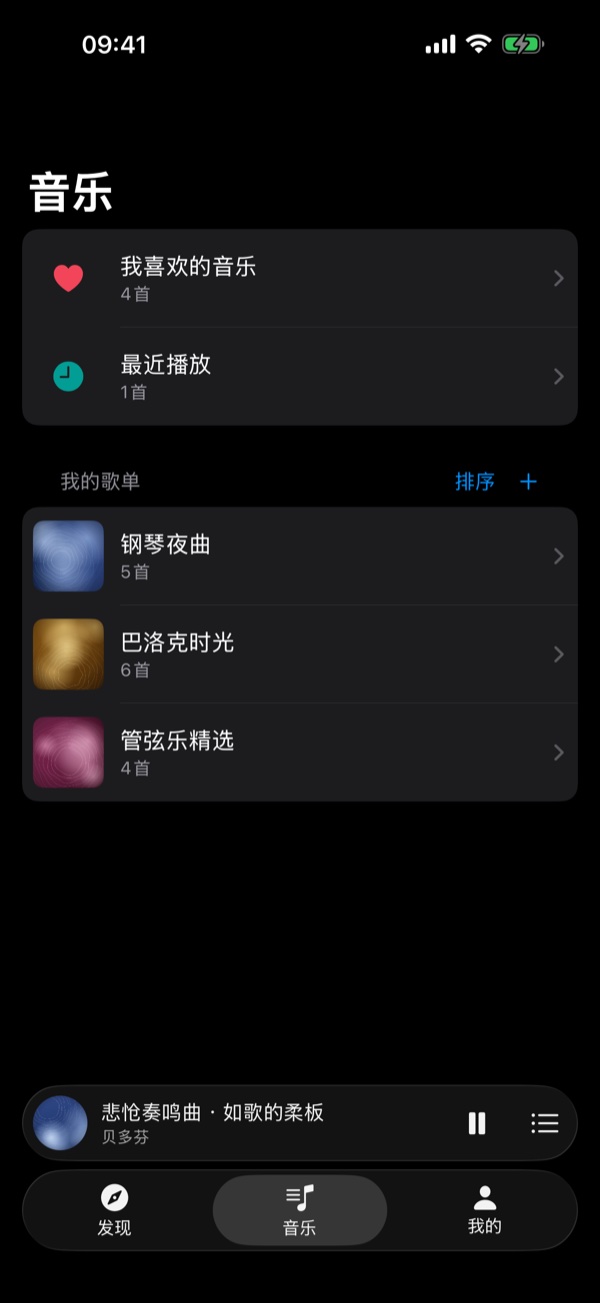 09:41
音乐
我喜欢的音乐
4首
最近播放
1首
我的歌单
排序
钢琴夜曲
5首
巴洛克时光
6首
管弦乐精选
4首
悲怆奏鸣曲 · 如歌的柔板
贝多芬
发现
音乐
我的